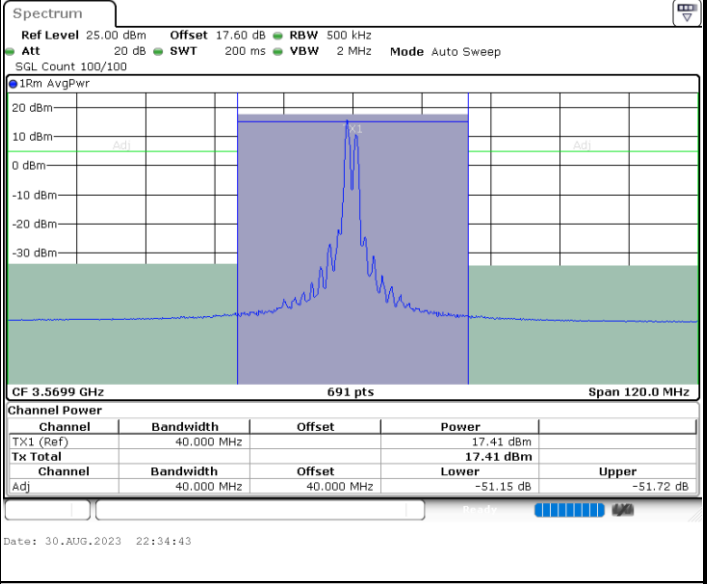 Spectrum
Ref Level 25.00 dBm Offset 17.60 dB RBW 500 kHz
Att 20 dB SWT 200 ms VBW 2 MHz Mode Auto Sweep
SGL Count 100/100
1Rm AvgPwr
20 dBm
TX1
10 dBm
Adj Adj
0 dBm
-10 dBm
-20 dBm
-30 dBm
CF 3.5699 GHz 691 pts Span 120.0 MHz
Channel Power
Channel Bandwidth Offset Power
TX1 (Ref) 40.000 MHz 17.41 dBm
Tx Total 17.41 dBm
Channel Bandwidth Offset Lower Upper
Adj 40.000 MHz 40.000 MHz -51.15 dB -51.72 dB
Ready
Date: 30.AUG.2023 22:34:43